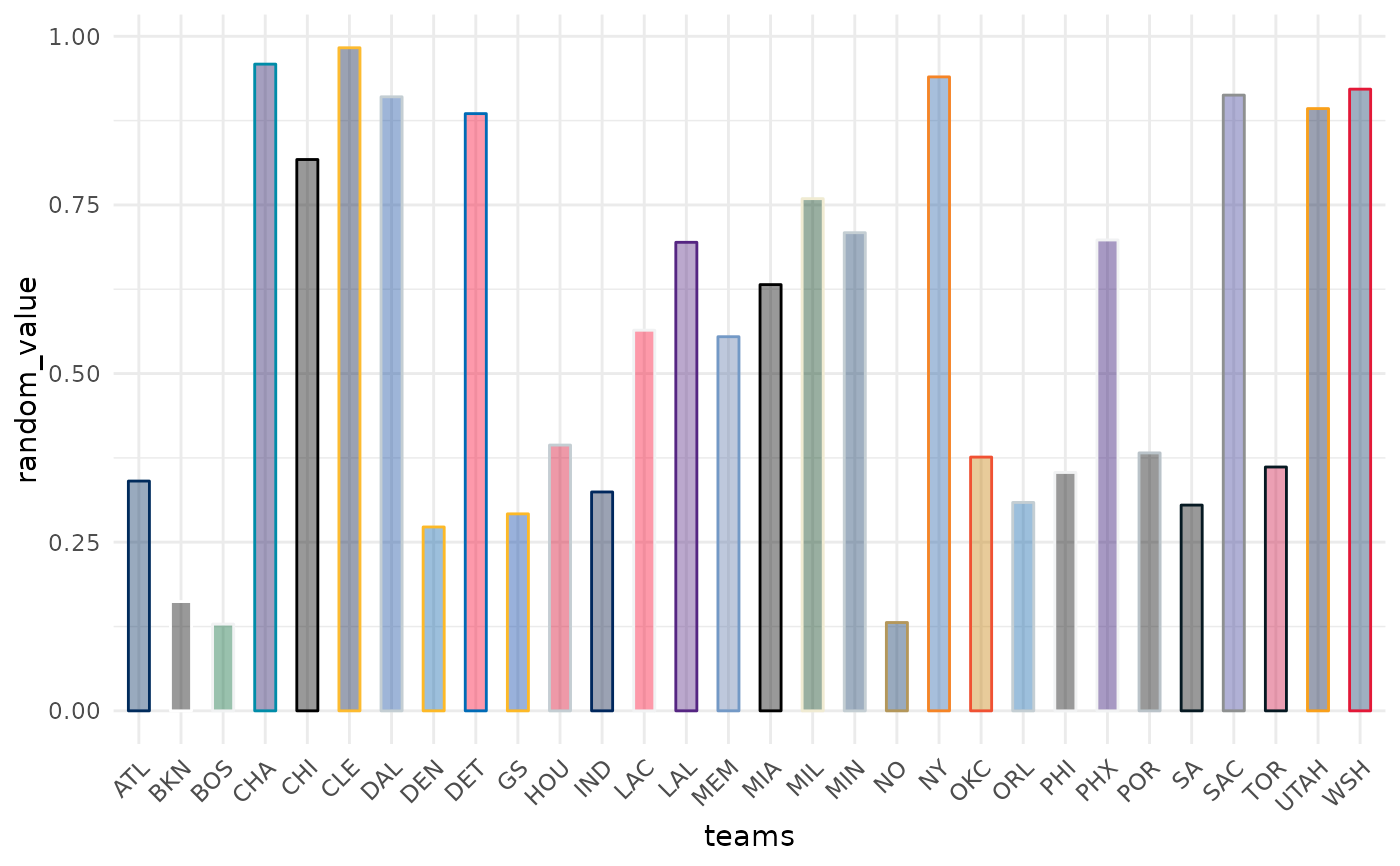 1.00
0.75
0.50
0.25
0.00
random_value
ATL
BKN
BOS
CHA
CHI
CLE
DAL
DEN
DET
GS
HOU
IND
LAC
LAL
MEM
MIA
MIL
MIN
NO
NY
OKC
ORL
PHI
PHX
POR
SA
SAC
TOR
UTAH
WSH
teams